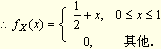 ∴ f_X(x) = { 1/2 + x, 0 ≤ x ≤ 1
0, 其他.